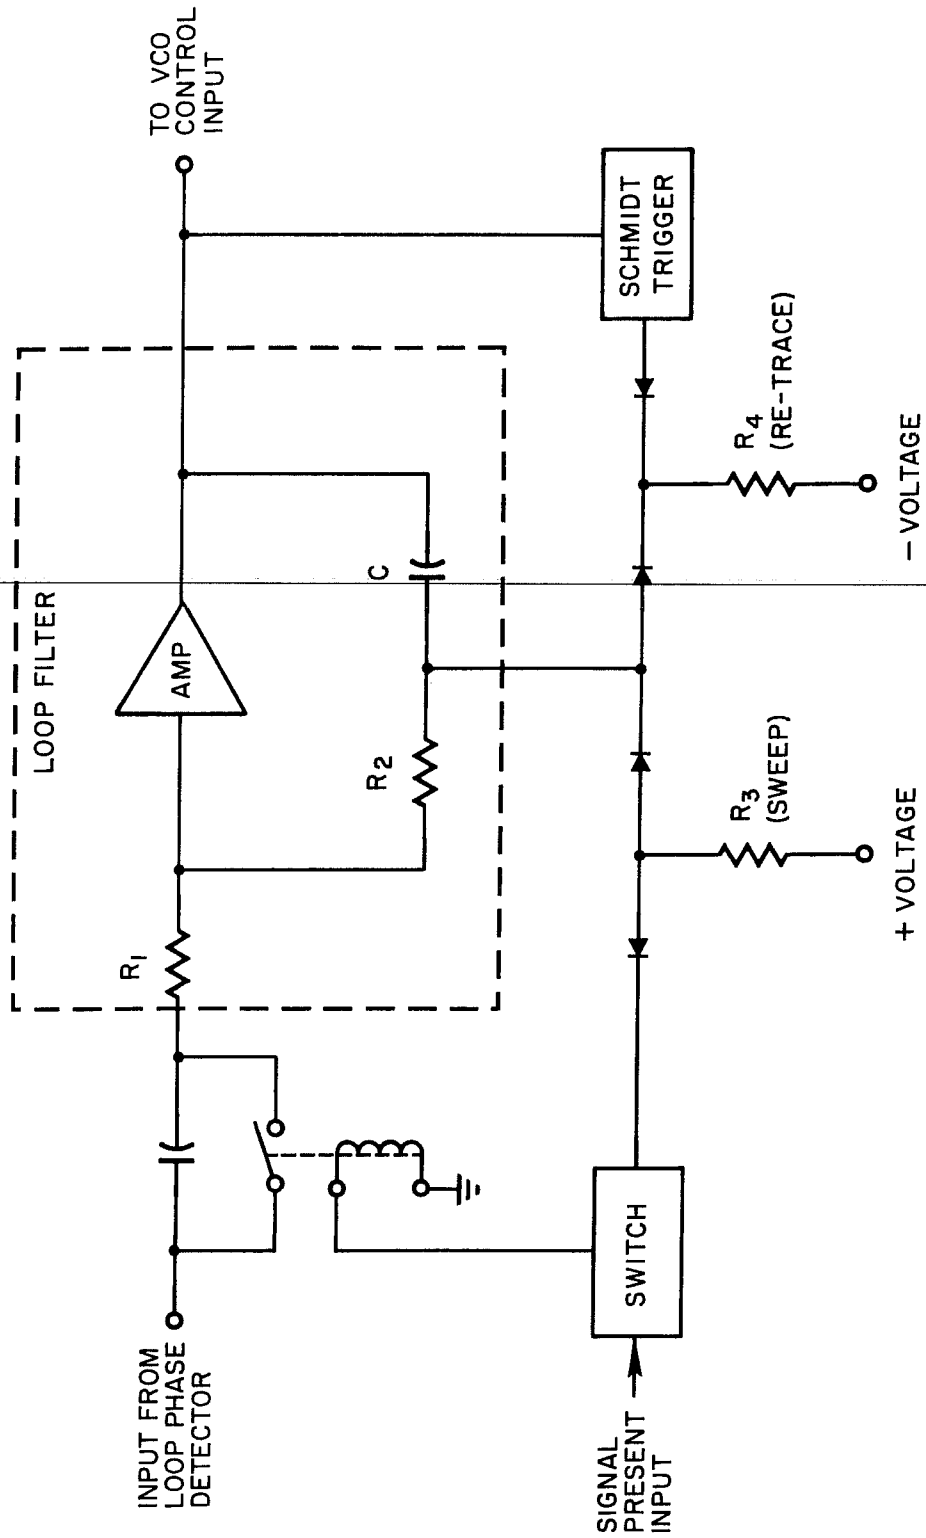 INPUT FROM
LOOP PHASE
DETECTOR
R1
LOOP FILTER
AMP
R2
C
TO VCO
CONTROL
INPUT
SIGNAL
PRESENT
INPUT
SWITCH
R3
(SWEEP)
+ VOLTAGE
R4
(RE-TRACE)
- VOLTAGE
SCHMIDT
TRIGGER